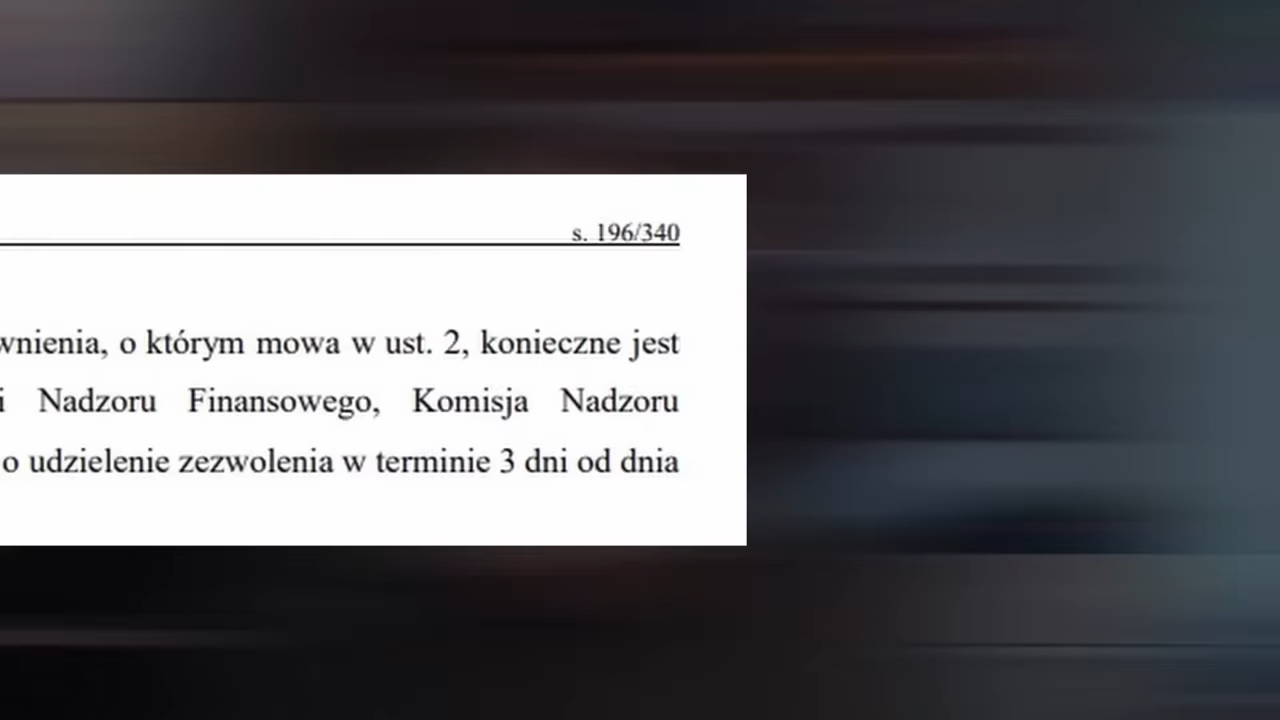 s. 196/340
wnienia, o którym mowa w ust. 2, konieczne jest
i Nadzoru Finansowego, Komisja Nadzoru
o udzielenie zezwolenia w terminie 3 dni od dnia